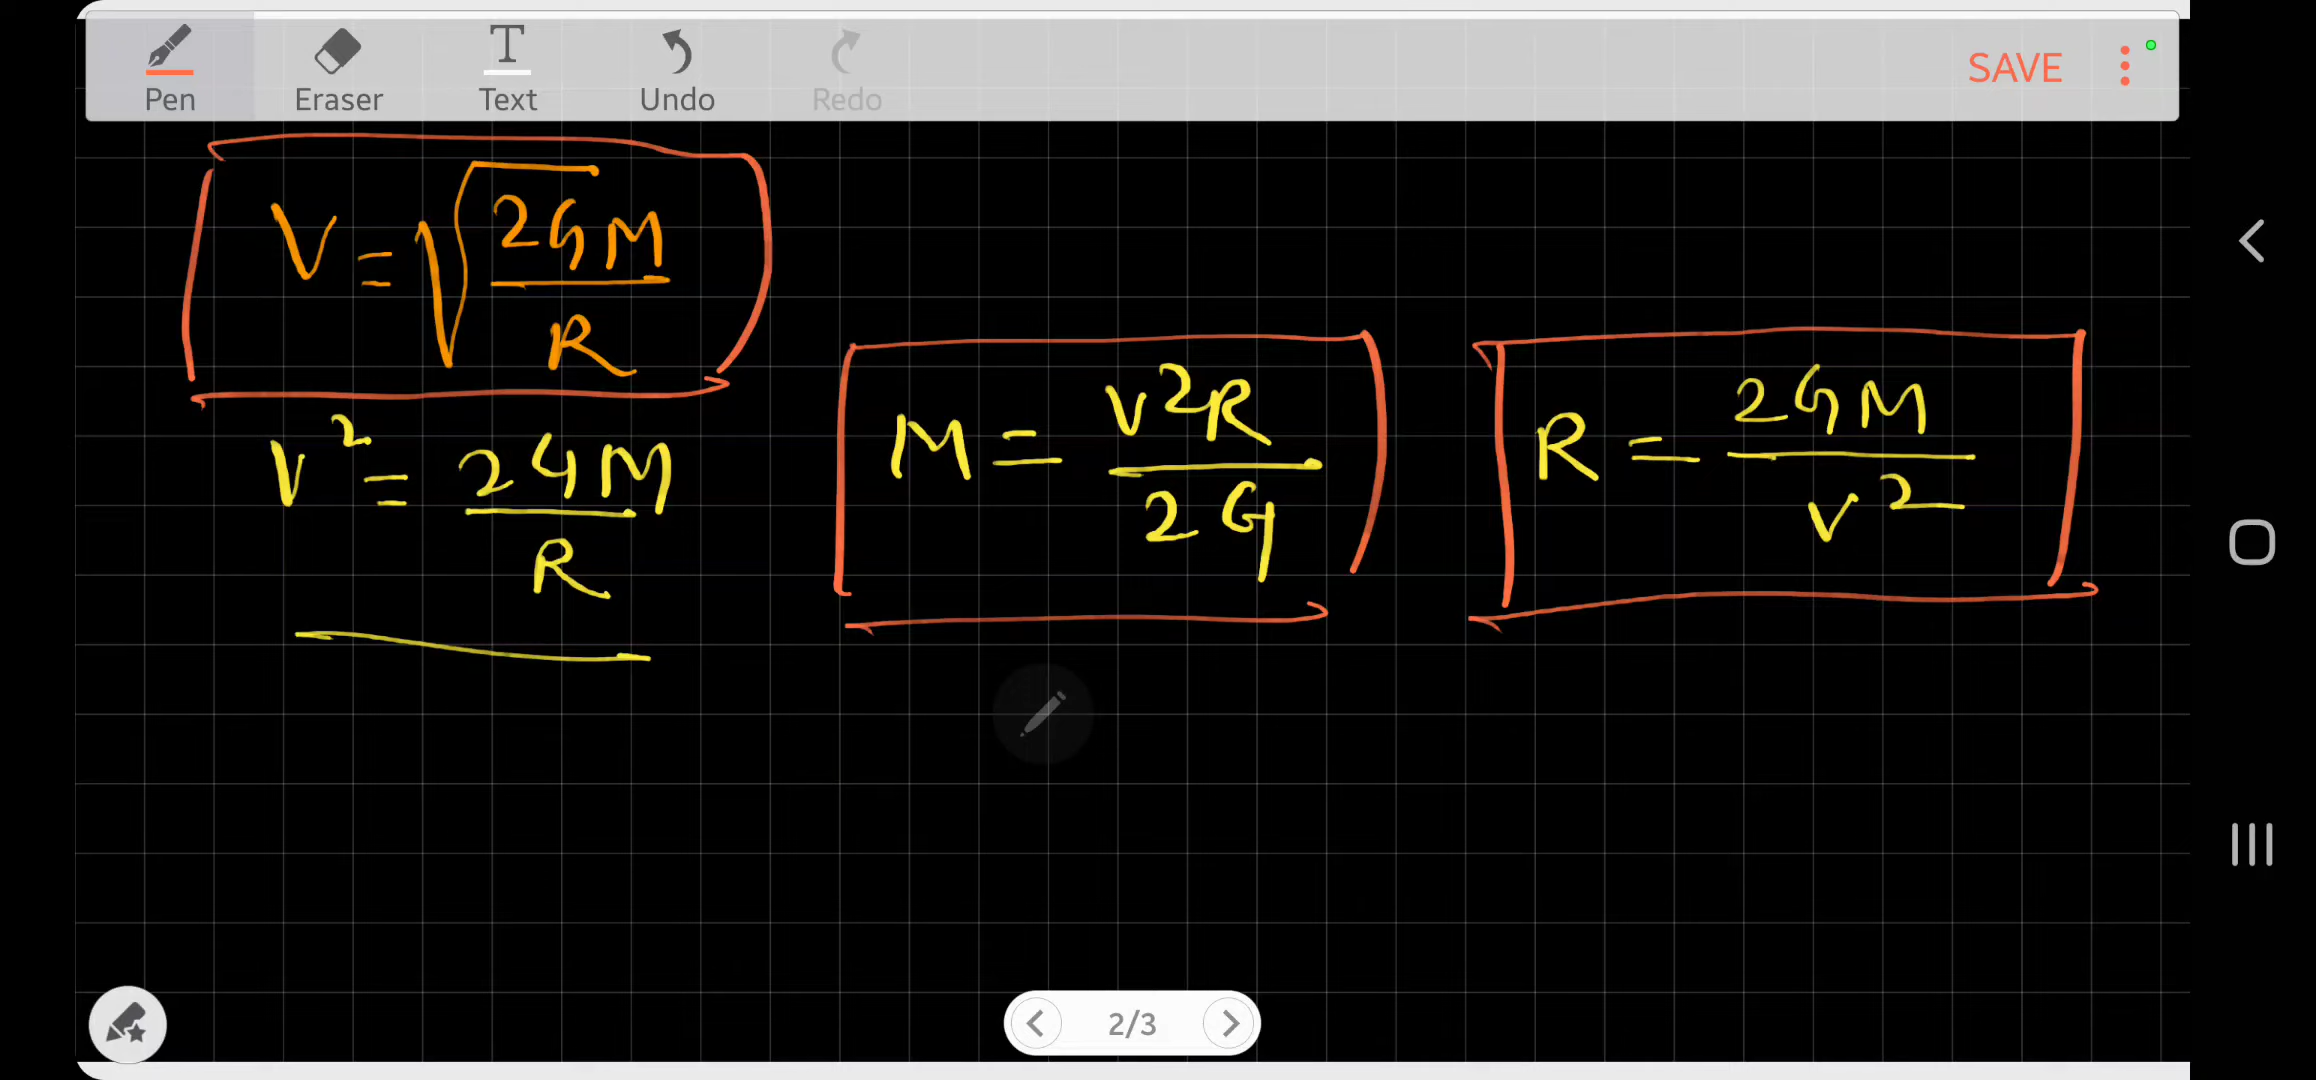 Pen Eraser Text Undo Redo SAVE
V = √(2GM/R)
V² = 2GM/R
M = V²R/2G
R = 2GM/V²
2/3